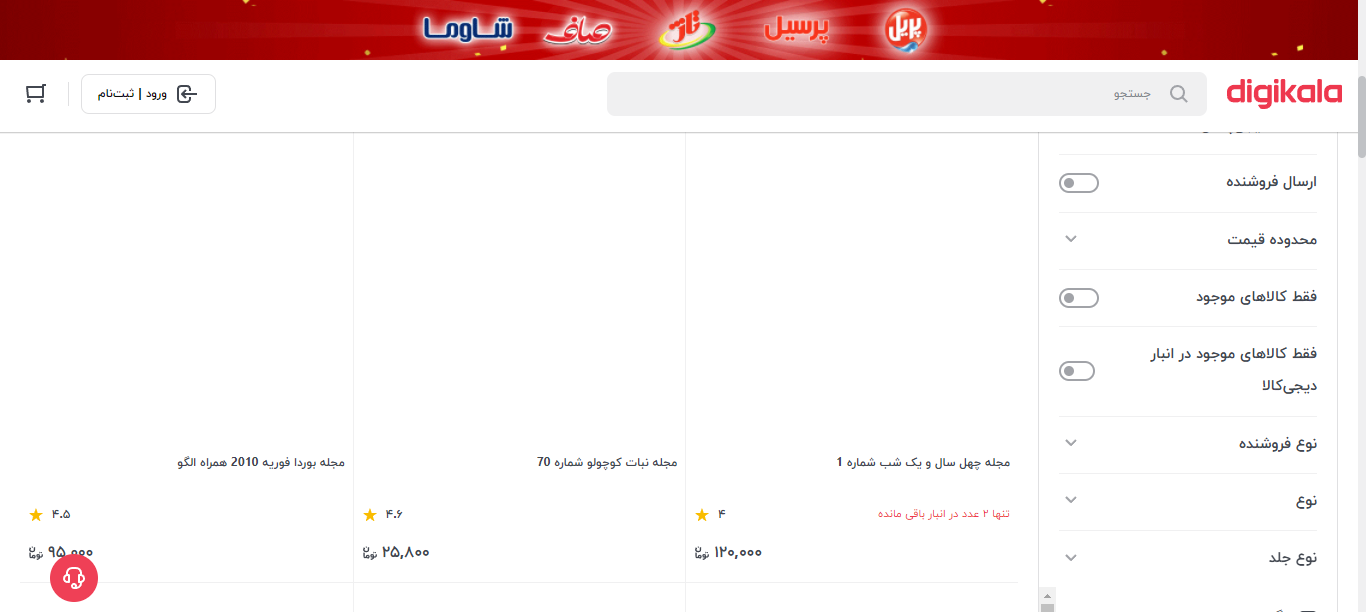 شاوما صاف تاژ پرسیل پریل
digikala
جستجو
ورود | ثبت‌نام
ارسال فروشنده
محدوده قیمت
فقط کالاهای موجود
فقط کالاهای موجود در انبار
دیجی‌کالا
نوع فروشنده
نوع
نوع جلد
مجله چهل سال و یک شب شماره 1
تنها ۲ عدد در انبار باقی مانده
۴
۱۲۰,۰۰۰ تومان
مجله نبات کوچولو شماره 70
۴.۶
۲۵,۸۰۰ تومان
مجله بوردا فوریه 2010 همراه الگو
۴.۵
۹۵,۰۰۰ تومان